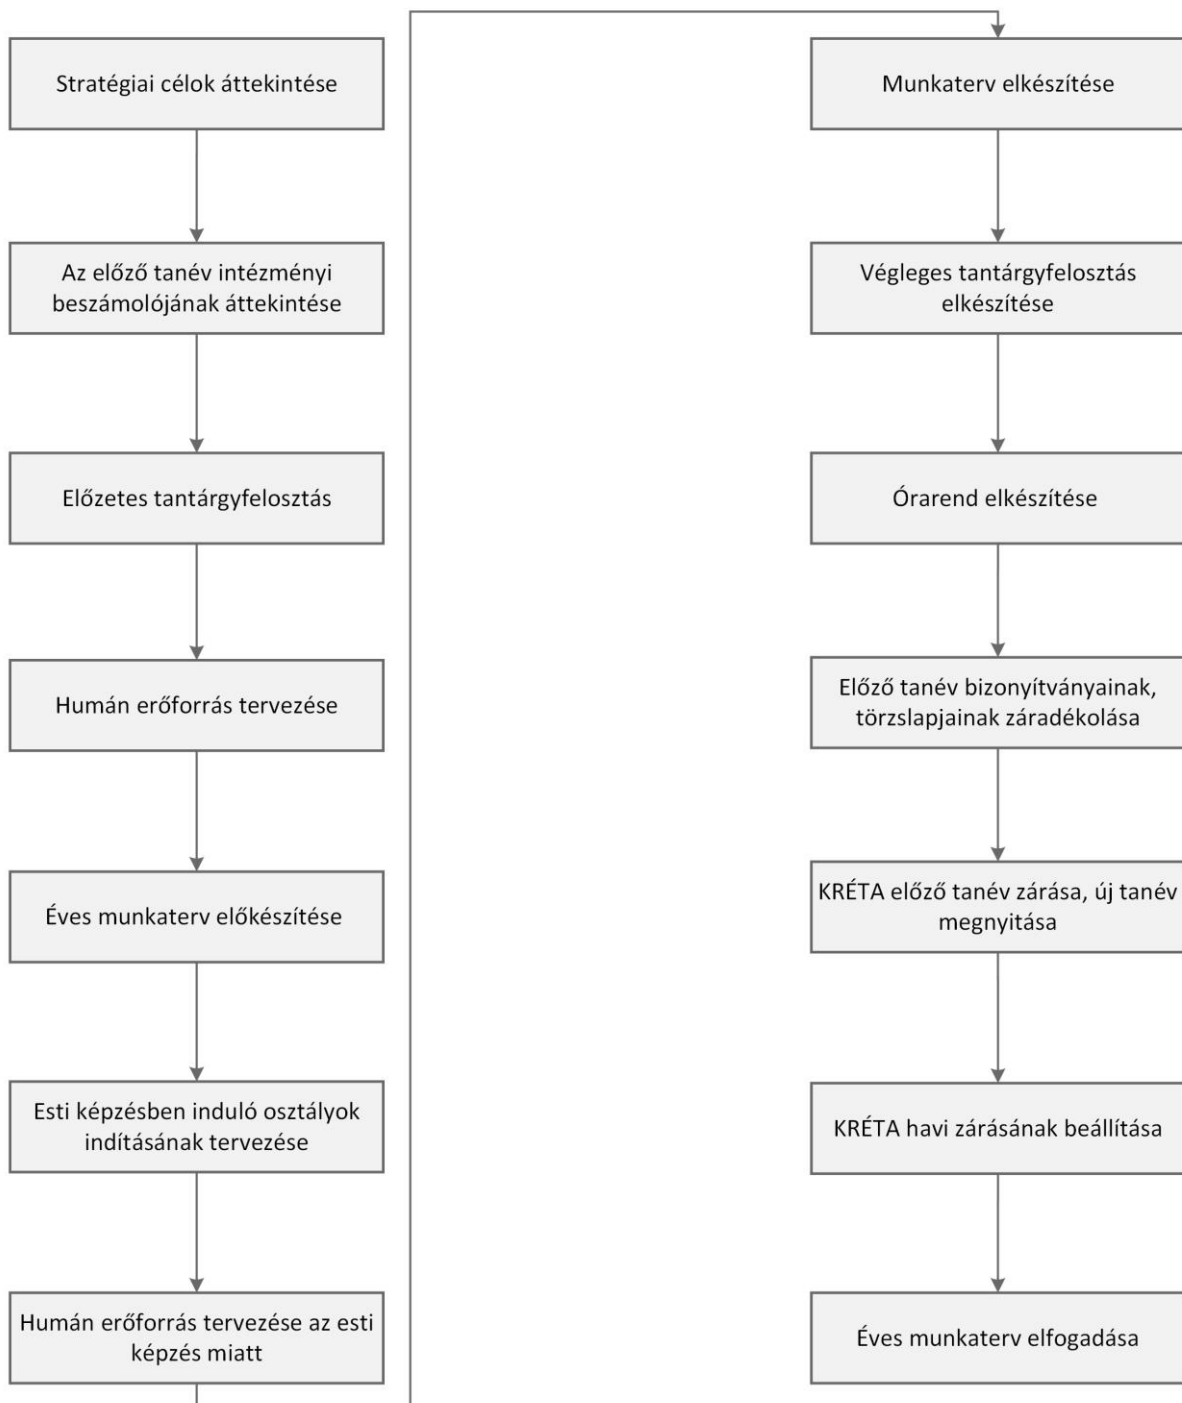 Stratégiai célok áttekintése
Az előző tanév intézményi
beszámolójának áttekintése
Előzetes tantárgyfelosztás
Humán erőforrás tervezése
Éves munkaterv előkészítése
Esti képzésben induló osztályok
indításának tervezése
Humán erőforrás tervezése az esti
képzés miatt
Munkaterv elkészítése
Végleges tantárgyfelosztás
elkészítése
Órarend elkészítése
Előző tanév bizonyítványainak,
törzslapjainak záradékolása
KRÉTA előző tanév zárása, új tanév
megnyitása
KRÉTA havi zárásának beállítása
Éves munkaterv elfogadása